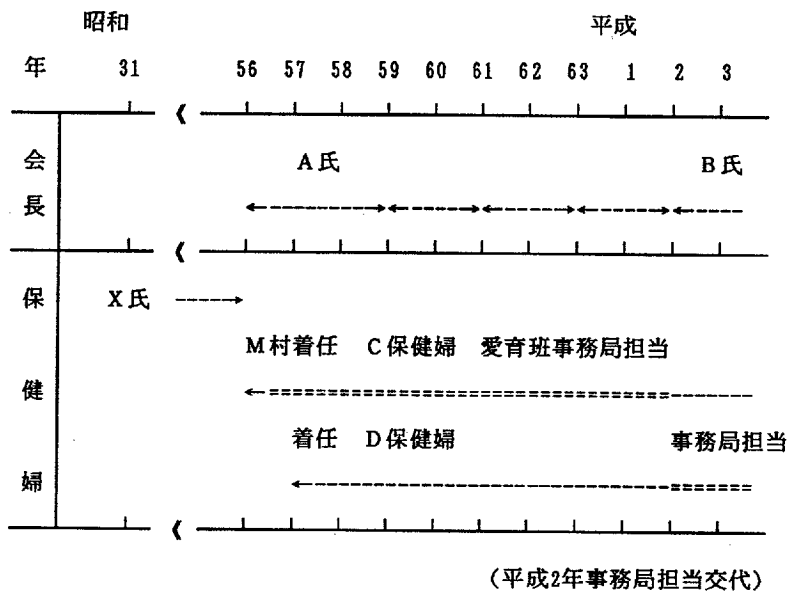 昭和 平成
年 31 56 57 58 59 60 61 62 63 1 2 3
会長 A氏 B氏
保健婦 X氏
M村着任 C保健婦 愛育班事務局担当
着任 D保健婦 事務局担当
(平成2年事務局担当交代)